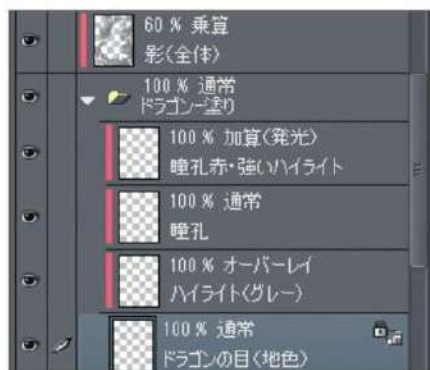 60 % 乗算
影(全体)
100 % 通常
ドラゴン-塗り
100 % 加算(発光)
瞳孔赤・強いハイライト
100 % 通常
瞳孔
100 % オーバーレイ
ハイライト(グレー)
100 % 通常
ドラゴンの目(地色)